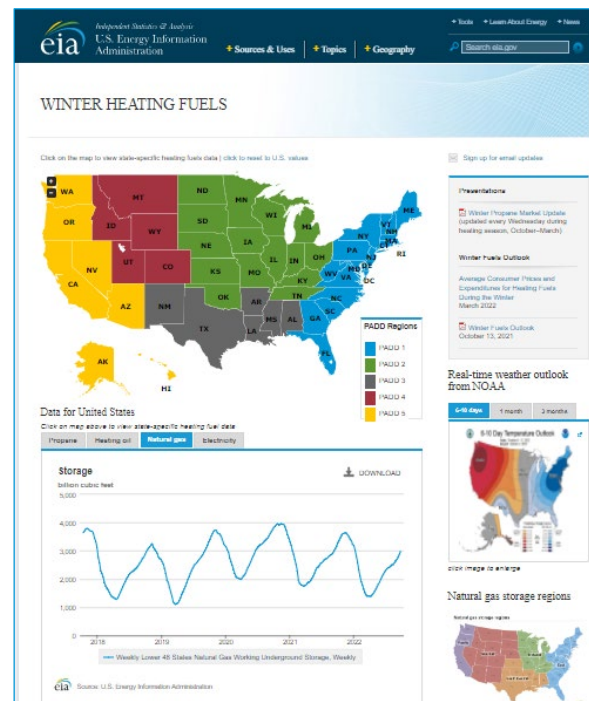 + Tools + Learn About Energy + News
Independent Statistics & Analysis
eia U.S. Energy Information
Administration
+ Sources & Uses + Topics + Geography
Search eia.gov
WINTER HEATING FUELS
Click on the map to view state-specific heating fuels data | click to reset to U.S. values
Sign up for email updates
WA
OR
CA
NV
AZ
ID
MT
WY
UT
CO
ND
SD
NE
KS
OK
MN
IA
MO
WI
IL
IN
MI
OH
KY
TN
NM
TX
AR
LA
MS
AL
ME
VT
NH
MA
CT
RI
NY
NJ
PA
DE
MD
DC
WV
VA
NC
SC
GA
FL
AK
HI
PADD Regions
PADD 1
PADD 2
PADD 3
PADD 4
PADD 5
Presentations
Winter Propane Market Update
(updated every Wednesday during
heating season, October–March)
Winter Fuels Outlook
Average Consumer Prices and
Expenditures for Heating Fuels
During the Winter
March 2022
Winter Fuels Outlook
October 13, 2021
Real-time weather outlook
from NOAA
6-10 days 1 month 3 months
6-10 Day Temperature Outlook
click image to enlarge
Natural gas storage regions
Natural gas storage regions
Data for United States
Click on map above to view state-specific heating fuel data
Propane Heating oil Natural gas Electricity
Storage
DOWNLOAD
billion cubic feet
5,000
4,000
3,000
2,000
1,000
0
2018 2019 2020 2021 2022
Weekly Lower 48 States Natural Gas Working Underground Storage, Weekly
eia Source: U.S. Energy Information Administration